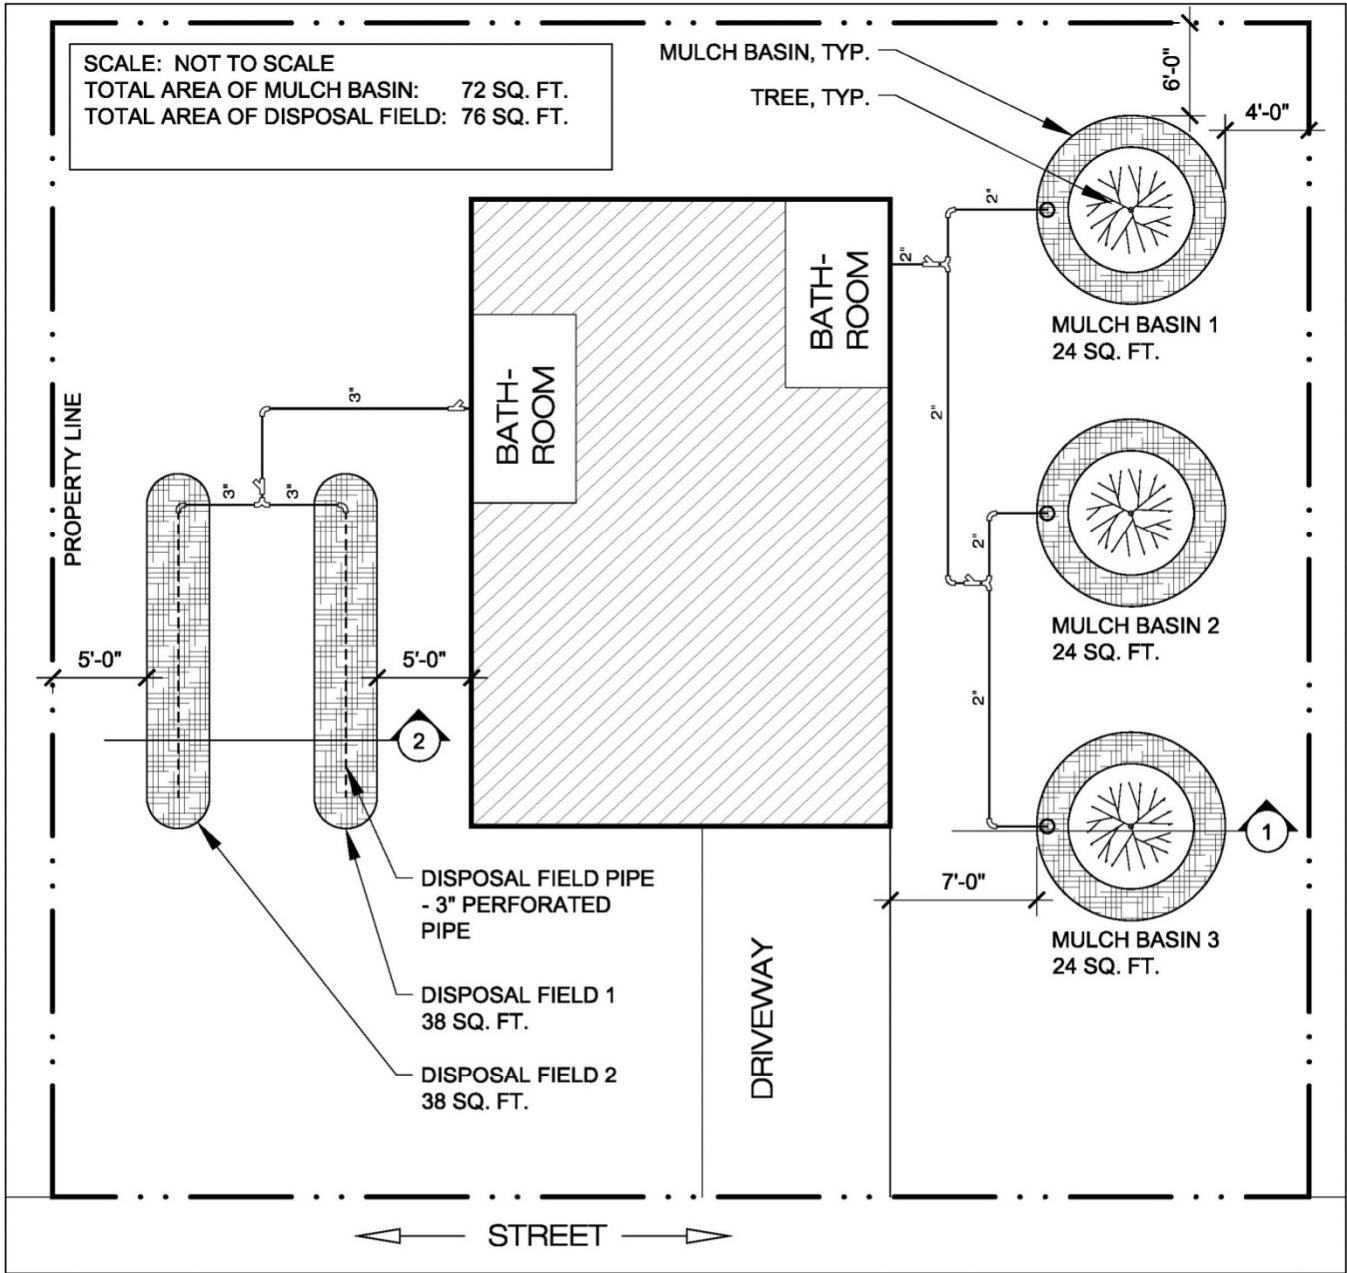 SCALE: NOT TO SCALE
TOTAL AREA OF MULCH BASIN: 72 SQ. FT.
TOTAL AREA OF DISPOSAL FIELD: 76 SQ. FT.
MULCH BASIN, TYP.
TREE, TYP.
6'-0"
4'-0"
2"
2"
BATH-
ROOM
MULCH BASIN 1
24 SQ. FT.
PROPERTY LINE
3"
BATH-
ROOM
2"
3"
3"
2"
MULCH BASIN 2
24 SQ. FT.
5'-0"
5'-0"
2"
2
1
DISPOSAL FIELD PIPE
- 3" PERFORATED
PIPE
7'-0"
MULCH BASIN 3
24 SQ. FT.
DISPOSAL FIELD 1
38 SQ. FT.
DRIVEWAY
DISPOSAL FIELD 2
38 SQ. FT.
STREET